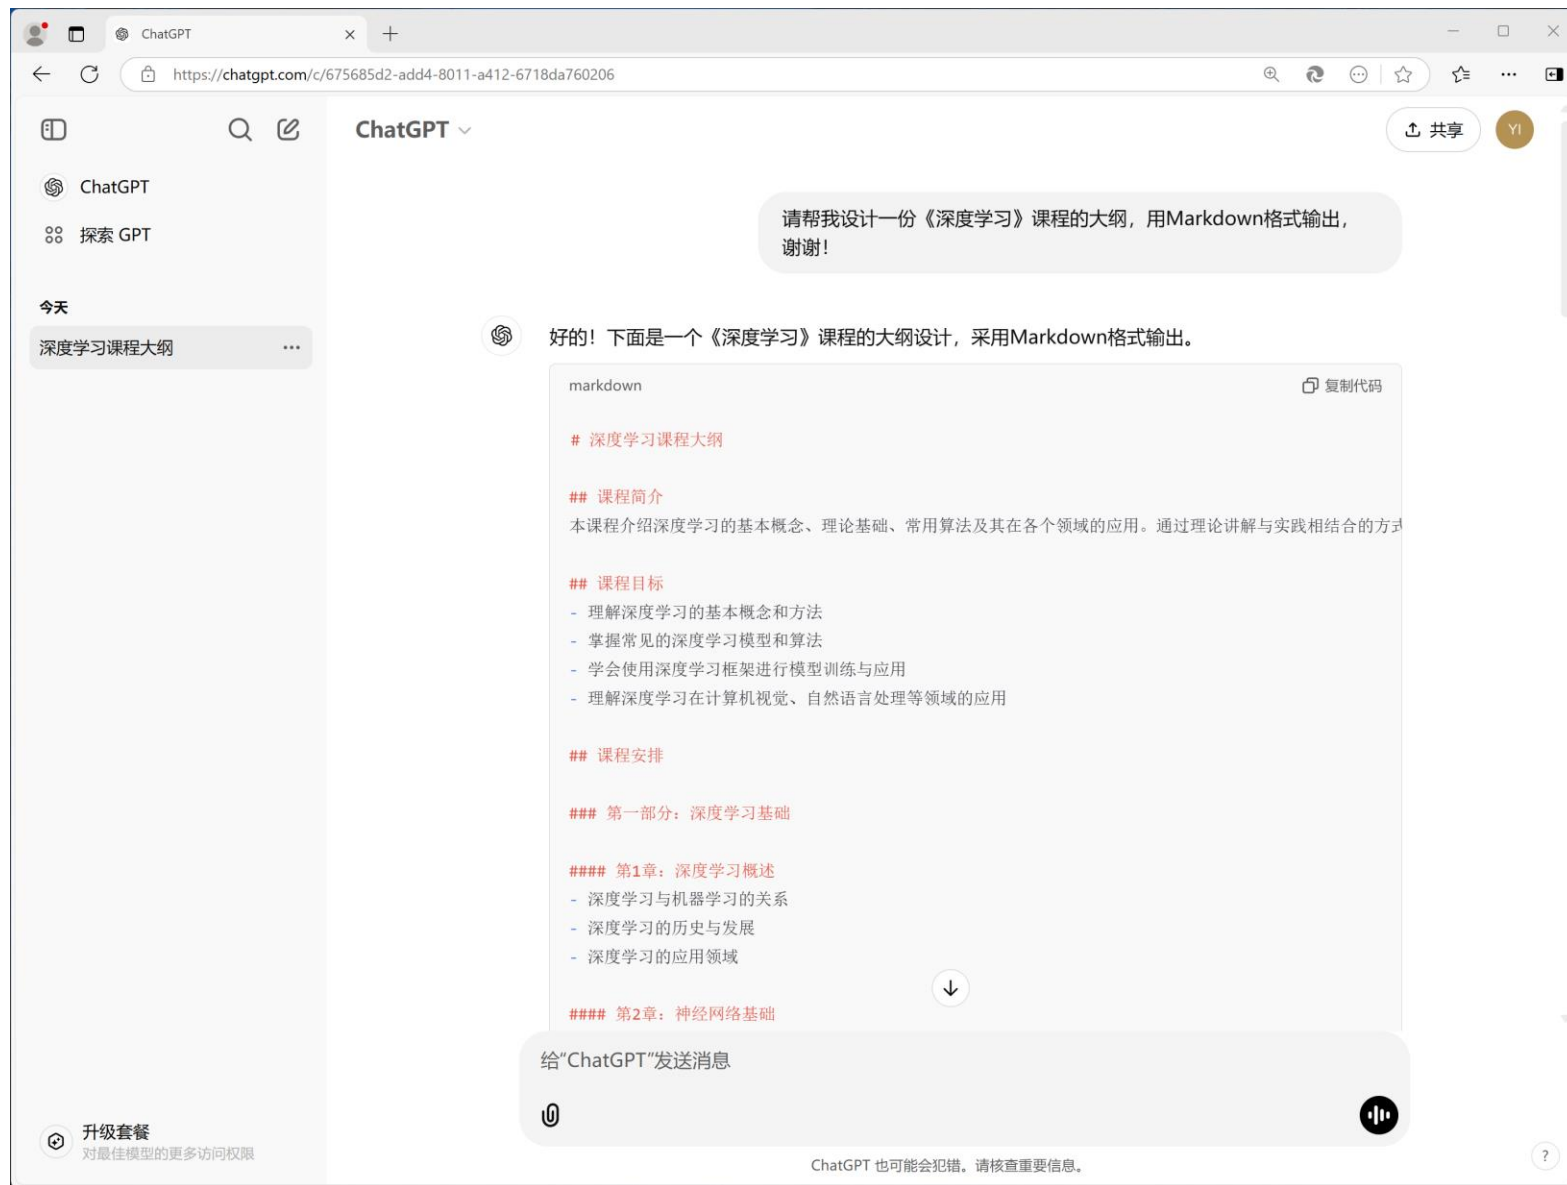 ChatGPT
https://chatgpt.com/c/675685d2-add4-8011-a412-6718da760206
ChatGPT
探索 GPT
今天
深度学习课程大纲
升级套餐
对最佳模型的更多访问权限
ChatGPT
共享
YI
请帮我设计一份《深度学习》课程的大纲，用Markdown格式输出，
谢谢！
好的！下面是一个《深度学习》课程的大纲设计，采用Markdown格式输出。
markdown
复制代码
# 深度学习课程大纲
## 课程简介
本课程介绍深度学习的基本概念、理论基础、常用算法及其在各个领域的应用。通过理论讲解与实践相结合的方式
## 课程目标
- 理解深度学习的基本概念和方法
- 掌握常见的深度学习模型和算法
- 学会使用深度学习框架进行模型训练与应用
- 理解深度学习在计算机视觉、自然语言处理等领域的应用
## 课程安排
### 第一部分：深度学习基础
#### 第1章：深度学习概述
- 深度学习与机器学习的关系
- 深度学习的历史与发展
- 深度学习的应用领域
#### 第2章：神经网络基础
给“ChatGPT”发送消息
ChatGPT 也可能会犯错。请核查重要信息。
?